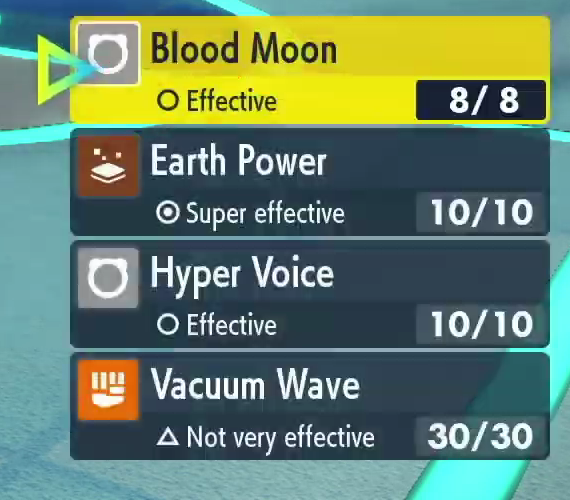 Blood Moon
Effective 8/ 8
Earth Power
Super effective 10/10
Hyper Voice
Effective 10/10
Vacuum Wave
Not very effective 30/30